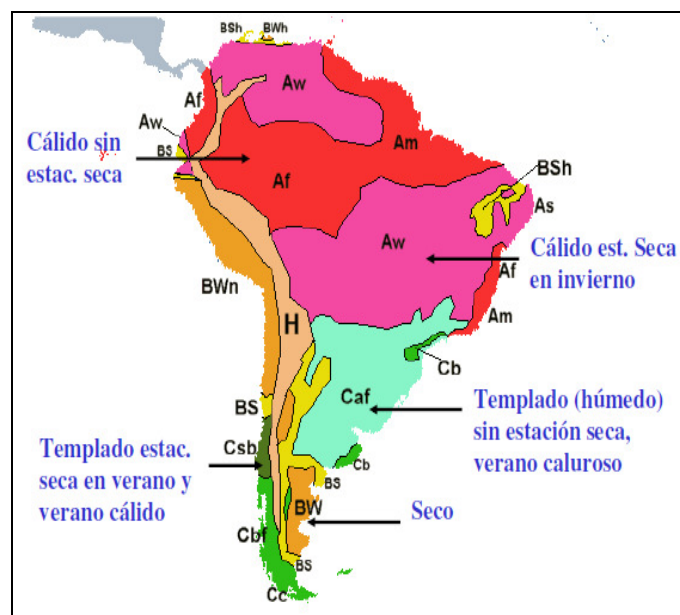 BSh BWh
Aw
Af
Am
Aw
BS
Cálido sin
estac. seca
Af
BSh
As
Aw
Cálido est. Seca
en invierno
Af
BWn
H
Am
Cb
Caf
BS
Templado (húmedo)
sin estación seca,
verano caluroso
Templado estac.
seca en verano y
verano cálido
Csb
Cb
BS
BW
Seco
Cbf
BS
Cc